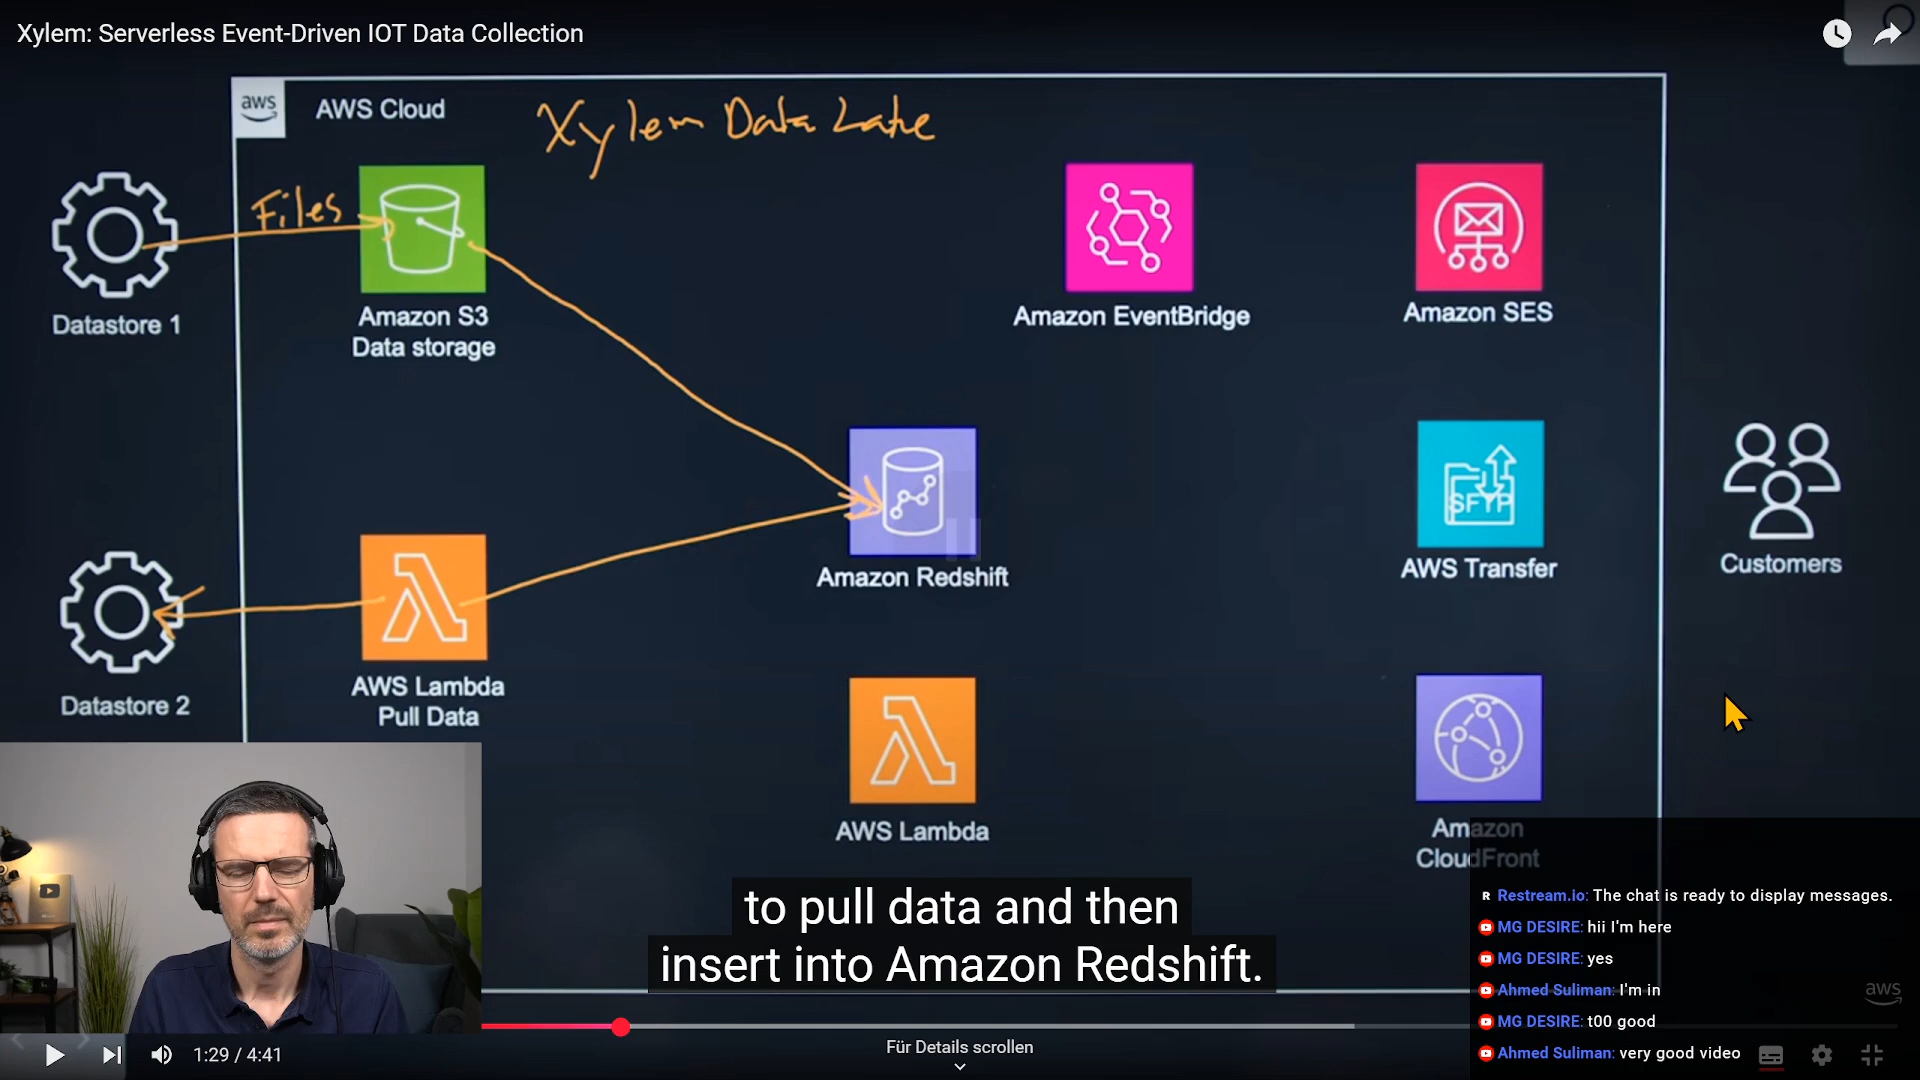 Xylem: Serverless Event-Driven IOT Data Collection
aws
AWS Cloud
Xylem Data Lake
Files
Datastore 1
Amazon S3
Data storage
Amazon EventBridge
Amazon SES
Amazon Redshift
SFTP
AWS Transfer
Customers
Datastore 2
AWS Lambda
Pull Data
AWS Lambda
Amazon
CloudFront
to pull data and then
insert into Amazon Redshift.
R Restream.io: The chat is ready to display messages.
MG DESIRE: hii I'm here
MG DESIRE: yes
Ahmed Suliman: I'm in
MG DESIRE: t00 good
Ahmed Suliman: very good video
aws
1:29 / 4:41
Für Details scrollen